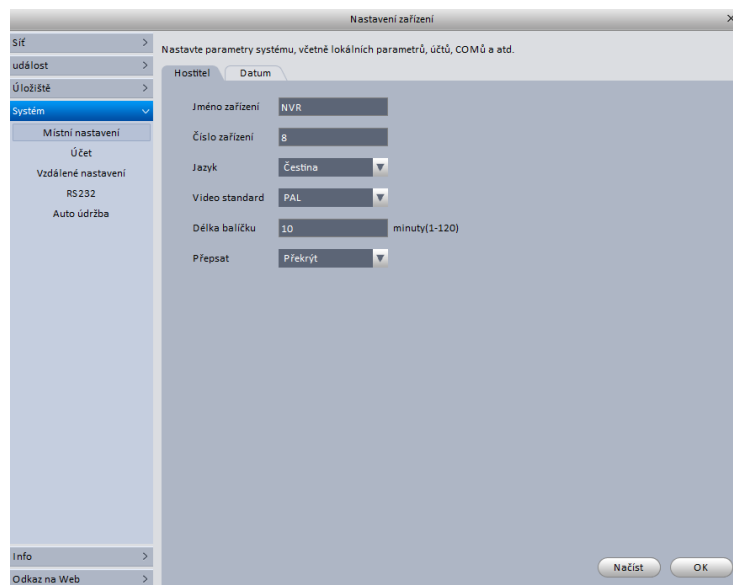 Nastavení zařízení
Síť
událost
Úložiště
Systém
Místní nastavení
Účet
Vzdálené nastavení
RS232
Auto údržba
Info
Odkaz na Web
Nastavte parametry systému, včetně lokálních parametrů, účtů, COMů a atd.
Hostitel Datum
Jméno zařízení NVR
Číslo zařízení 8
Jazyk Čestina
Video standard PAL
Délka balíčku 10 minuty(1-120)
Přepsat Překrýt
Načíst OK